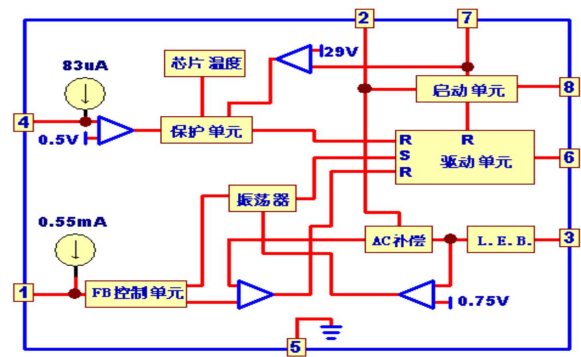 2
7
29V
83uA
芯片 温度
启动 单元
8
4
0.5V
保护 单元
R
R
S
R
驱动 单元
6
振荡器
0.55mA
AC补偿
L.E.B.
3
1
FB控制 单元
0.75V
5